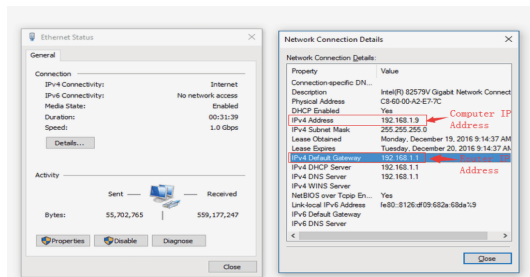 Ethernet Status
General
Connection
IPv4 Connectivity: Internet
IPv6 Connectivity: No network access
Media State: Enabled
Duration: 00:31:39
Speed: 1.0 Gbps
Details...
Activity
Sent Received
Bytes: 55,702,765 559,177,247
Properties Disable Diagnose
Close
Network Connection Details
Network Connection Details:
Property Value
Connection-specific DN...
Description Intel(R) 82579V Gigabit Network Connect
Physical Address C8-60-00-A2-E7-7C
DHCP Enabled Yes
IPv4 Address 192.168.1.9
Computer IP
Address
IPv4 Subnet Mask 255.255.255.0
Lease Obtained Monday, December 19, 2016 9:14:37 AM
Lease Expires Tuesday, December 20, 2016 9:14:37 AM
IPv4 Default Gateway 192.168.1.1
IP
Address
IPv4 DHCP Server 192.168.1.1
IPv4 DNS Server 192.168.1.1
IPv4 WINS Server
NetBIOS over Tcpip En... Yes
Link-local IPv6 Address fe80::8126:df09:682a:68da%9
IPv6 Default Gateway
IPv6 DNS Server
Close